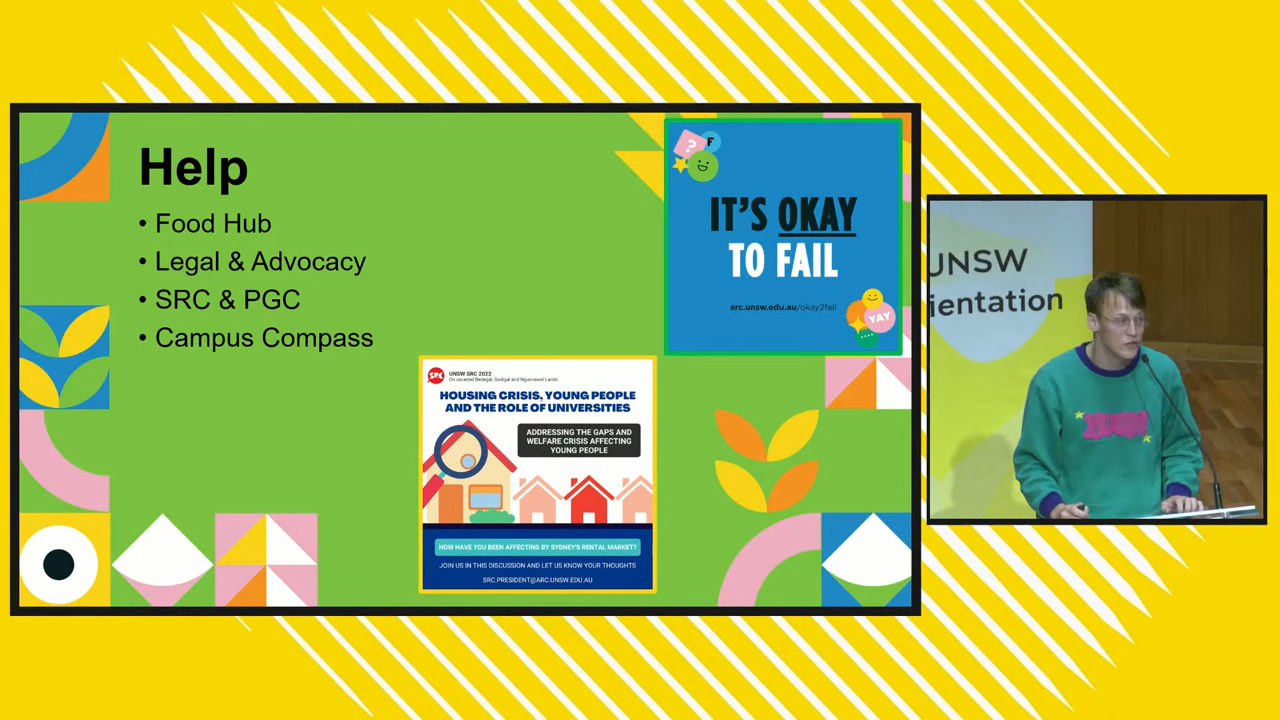 Help
• Food Hub
• Legal & Advocacy
• SRC & PGC
• Campus Compass
?
F
IT'S OKAY
TO FAIL
arc.unsw.edu.au/okay2fail
YAY
SRC
UNSW SRC 2022
On unceded Bedegal, Gadigal and Ngunnawal Lands.
HOUSING CRISIS, YOUNG PEOPLE
AND THE ROLE OF UNIVERSITIES
ADDRESSING THE GAPS AND
WELFARE CRISIS AFFECTING
YOUNG PEOPLE
HOW HAVE YOU BEEN AFFECTING BY SYDNEY'S RENTAL MARKET?
JOIN US IN THIS DISCUSSION AND LET US KNOW YOUR THOUGHTS
SRC.PRESIDENT@ARC.UNSW.EDU.AU
UNSW
ientation